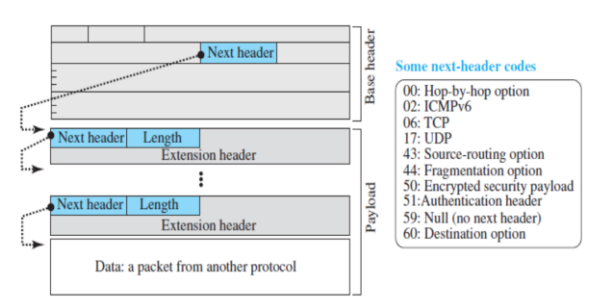 Next header
Base header
Some next-header codes
00: Hop-by-hop option
02: ICMPv6
06: TCP
17: UDP
43: Source-routing option
44: Fragmentation option
50: Encrypted security payload
51:Authentication header
59: Null (no next header)
60: Destination option
Next header Length
Extension header
Next header Length
Extension header
Payload
Data: a packet from another protocol